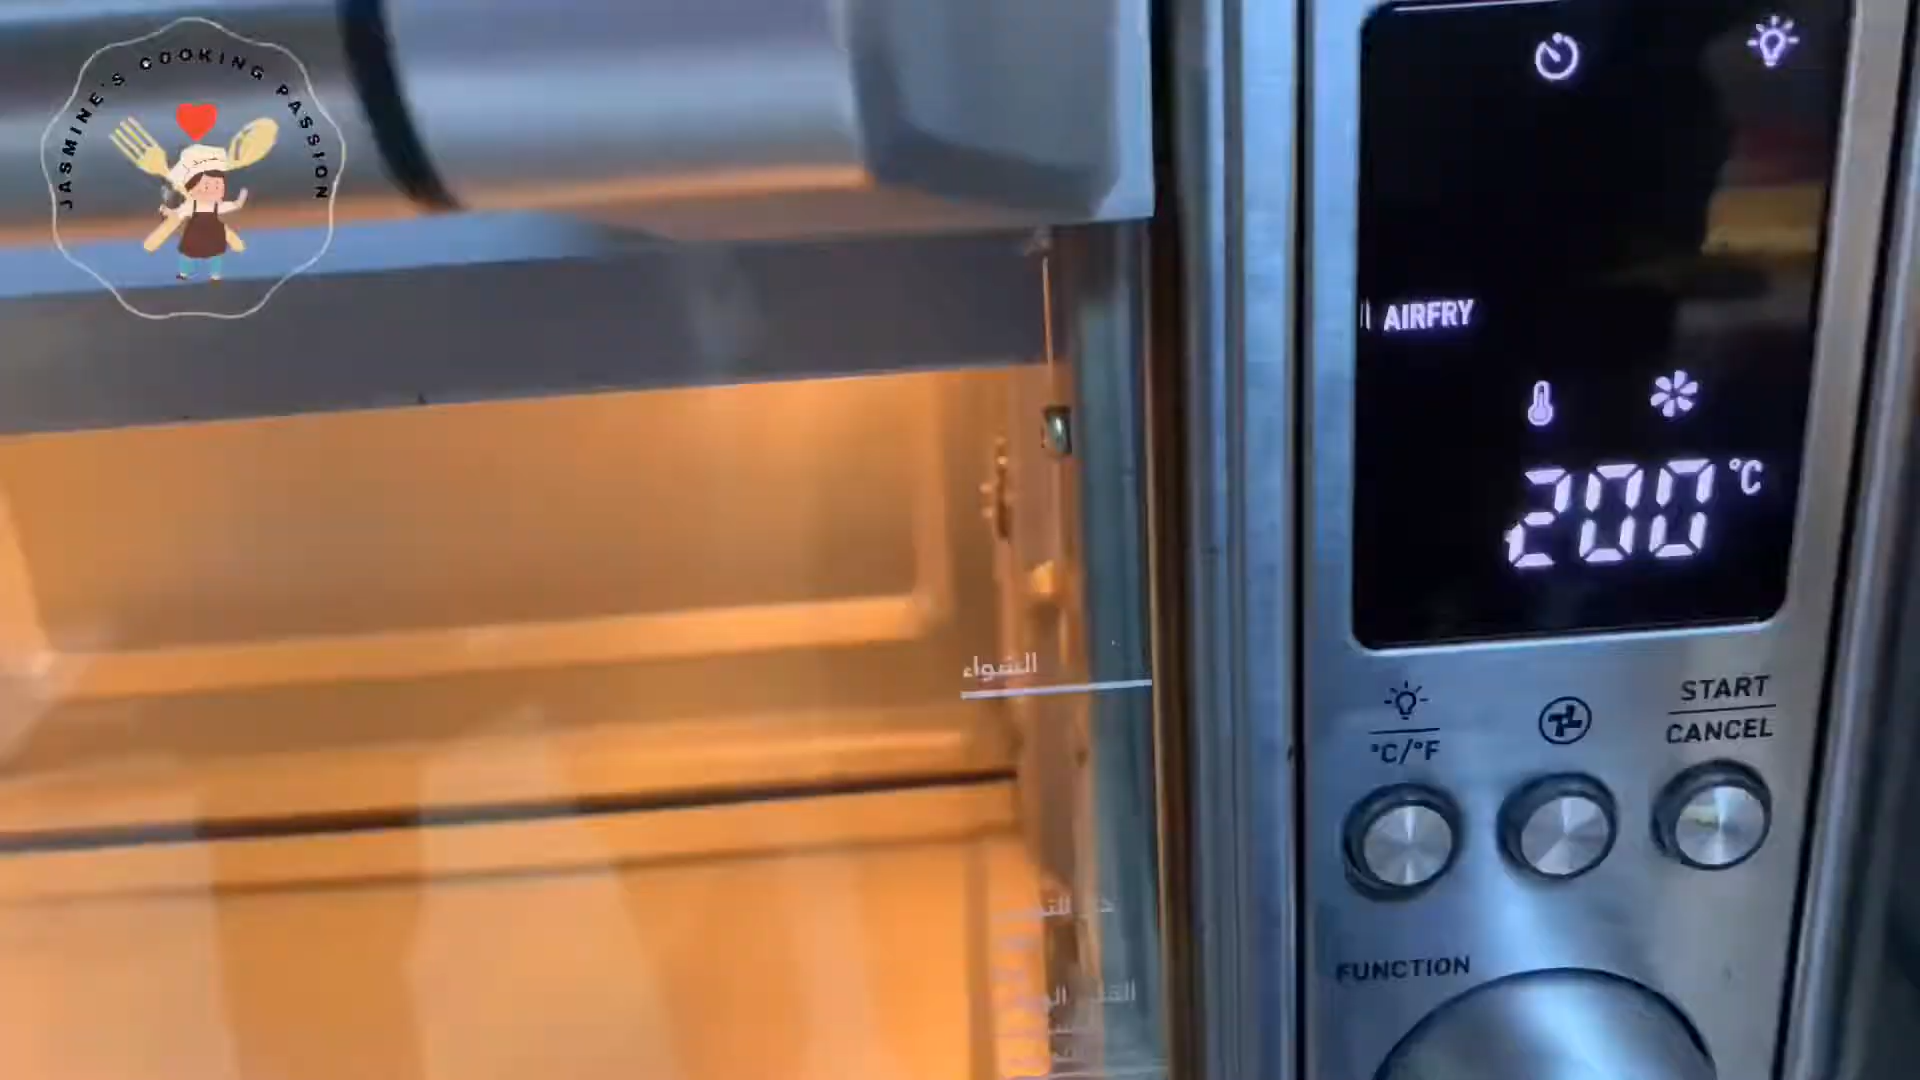 JASMINE'S COOKING PASSION
AIRFRY
200 °C
الشواء
START
CANCEL
°C/°F
FUNCTION